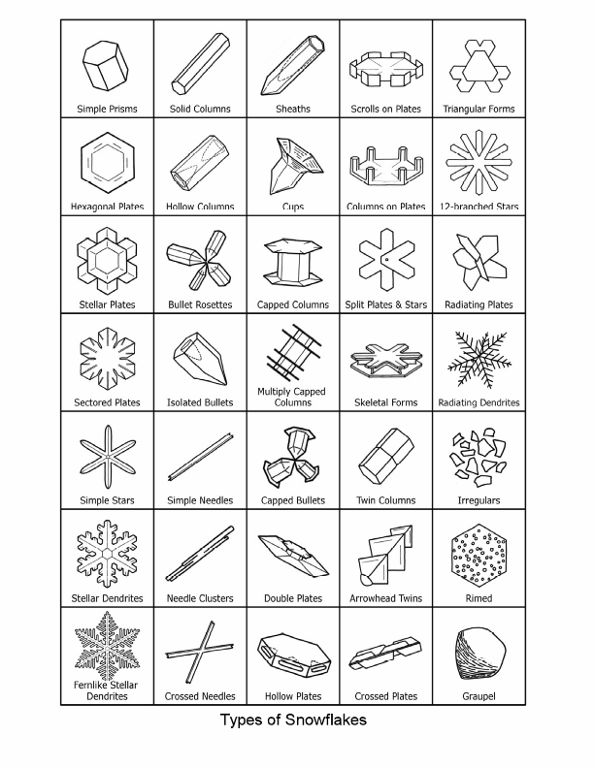 Simple Prisms
Solid Columns
Sheaths
Scrolls on Plates
Triangular Forms
Hexagonal Plates
Hollow Columns
Cups
Columns on Plates
12-branched Stars
Stellar Plates
Bullet Rosettes
Capped Columns
Split Plates & Stars
Radiating Plates
Sectored Plates
Isolated Bullets
Multiply Capped
Columns
Skeletal Forms
Radiating Dendrites
Simple Stars
Simple Needles
Capped Bullets
Twin Columns
Irregulars
Stellar Dendrites
Needle Clusters
Double Plates
Arrowhead Twins
Rimed
Fernlike Stellar
Dendrites
Crossed Needles
Hollow Plates
Crossed Plates
Graupel
Types of Snowflakes